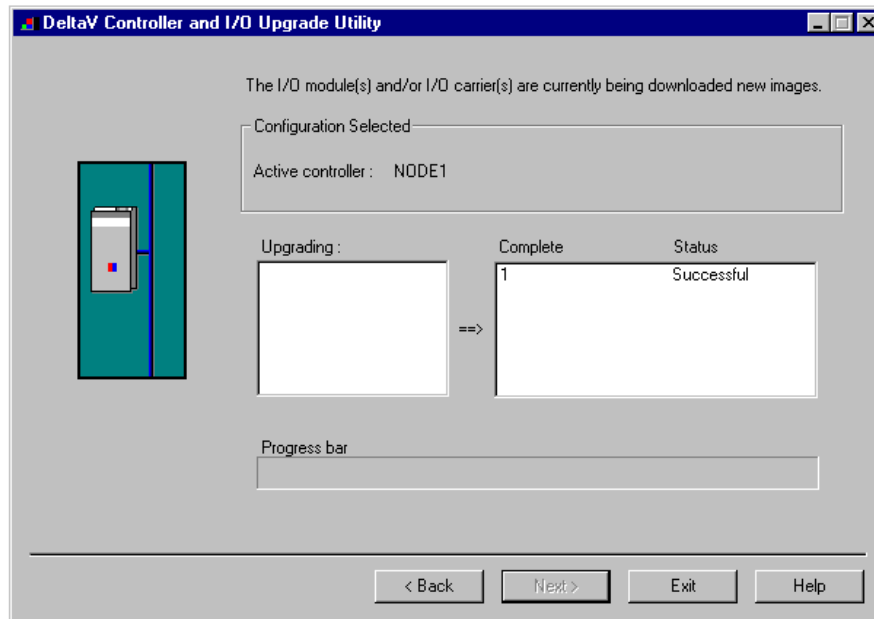 DeltaV Controller and I/O Upgrade Utility
The I/O module(s) and/or I/O carrier(s) are currently being downloaded new images.
Configuration Selected
Active controller : NODE1
Upgrading :
Complete Status
1 Successful
==>
Progress bar
< Back Next > Exit Help